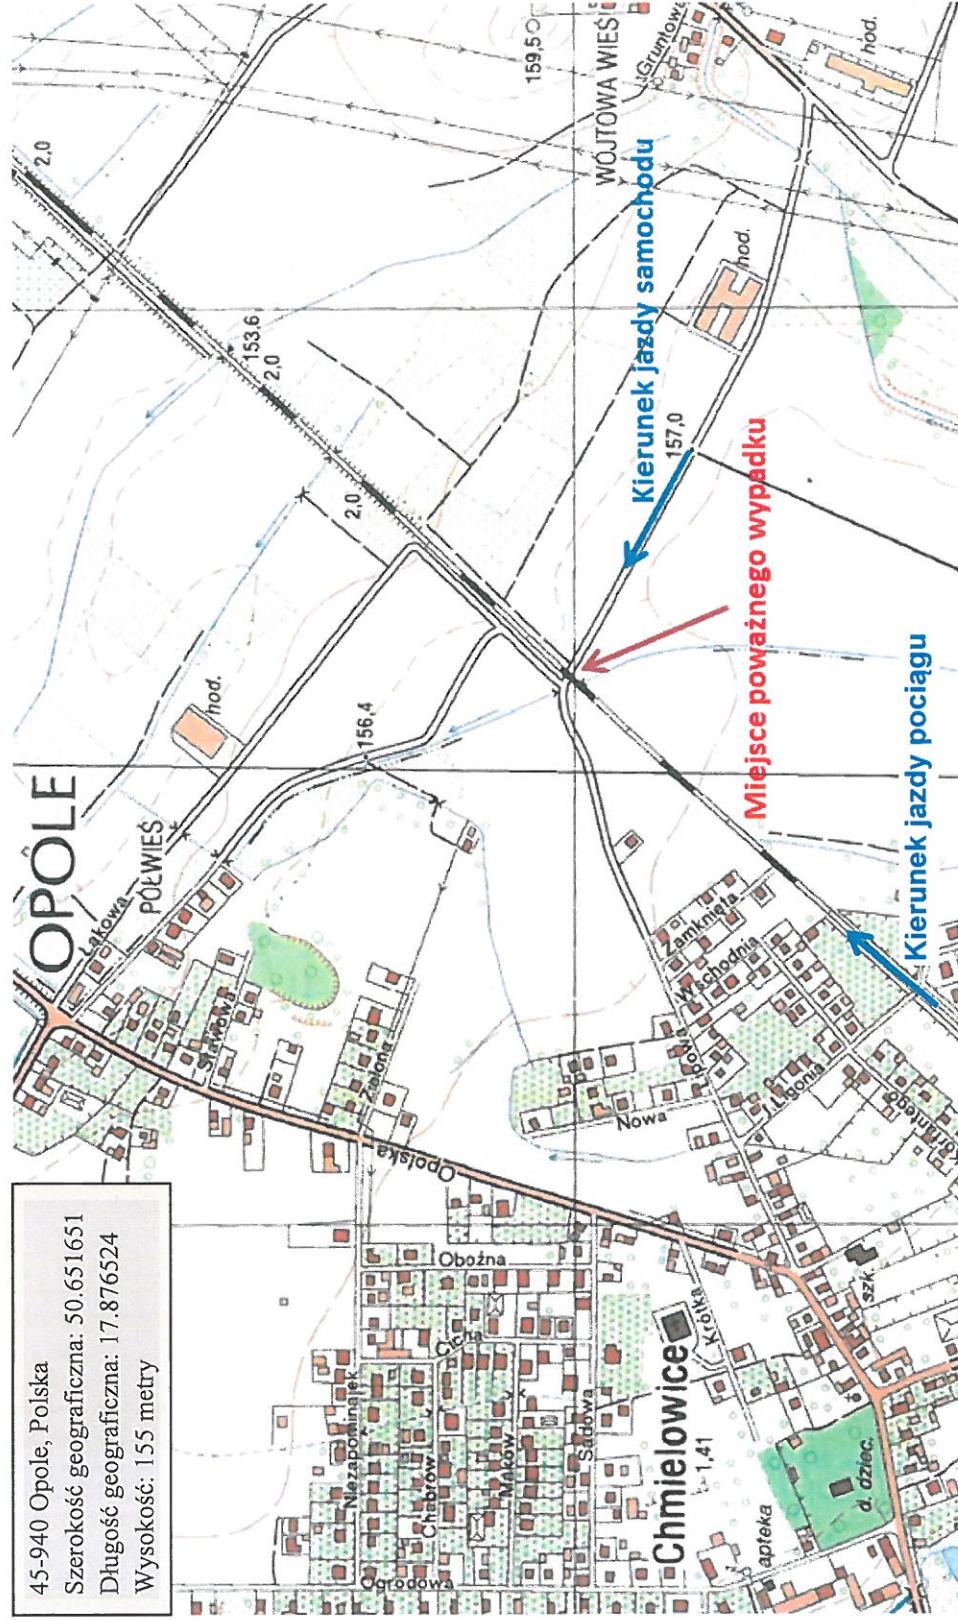 45-940 Opole, Polska
Szerokość geograficzna: 50.651651
Długość geograficzna: 17.876524
Wysokość: 155 metry
OPOLE
PÓŁWIEŚ
Łąkowa
hod.
156,4
Zielona
Opolska
Nowa
Obożna
Cicha
Niezapominajek
Chabrów
Maków
Sadowa
Ogrodowa
Chmielowice
1,41
Krótka
apteka
d. dziec.
szk.
Ligonia
Korfantego
Wschodnia
Zamknięta
2,0
153,6
2,0
2,0
159,5
WÓJTOWA WIEŚ
Gruntowa
hod.
hod.
157,0
Kierunek jazdy samochodu
Miejsce poważnego wypadku
Kierunek jazdy pociągu